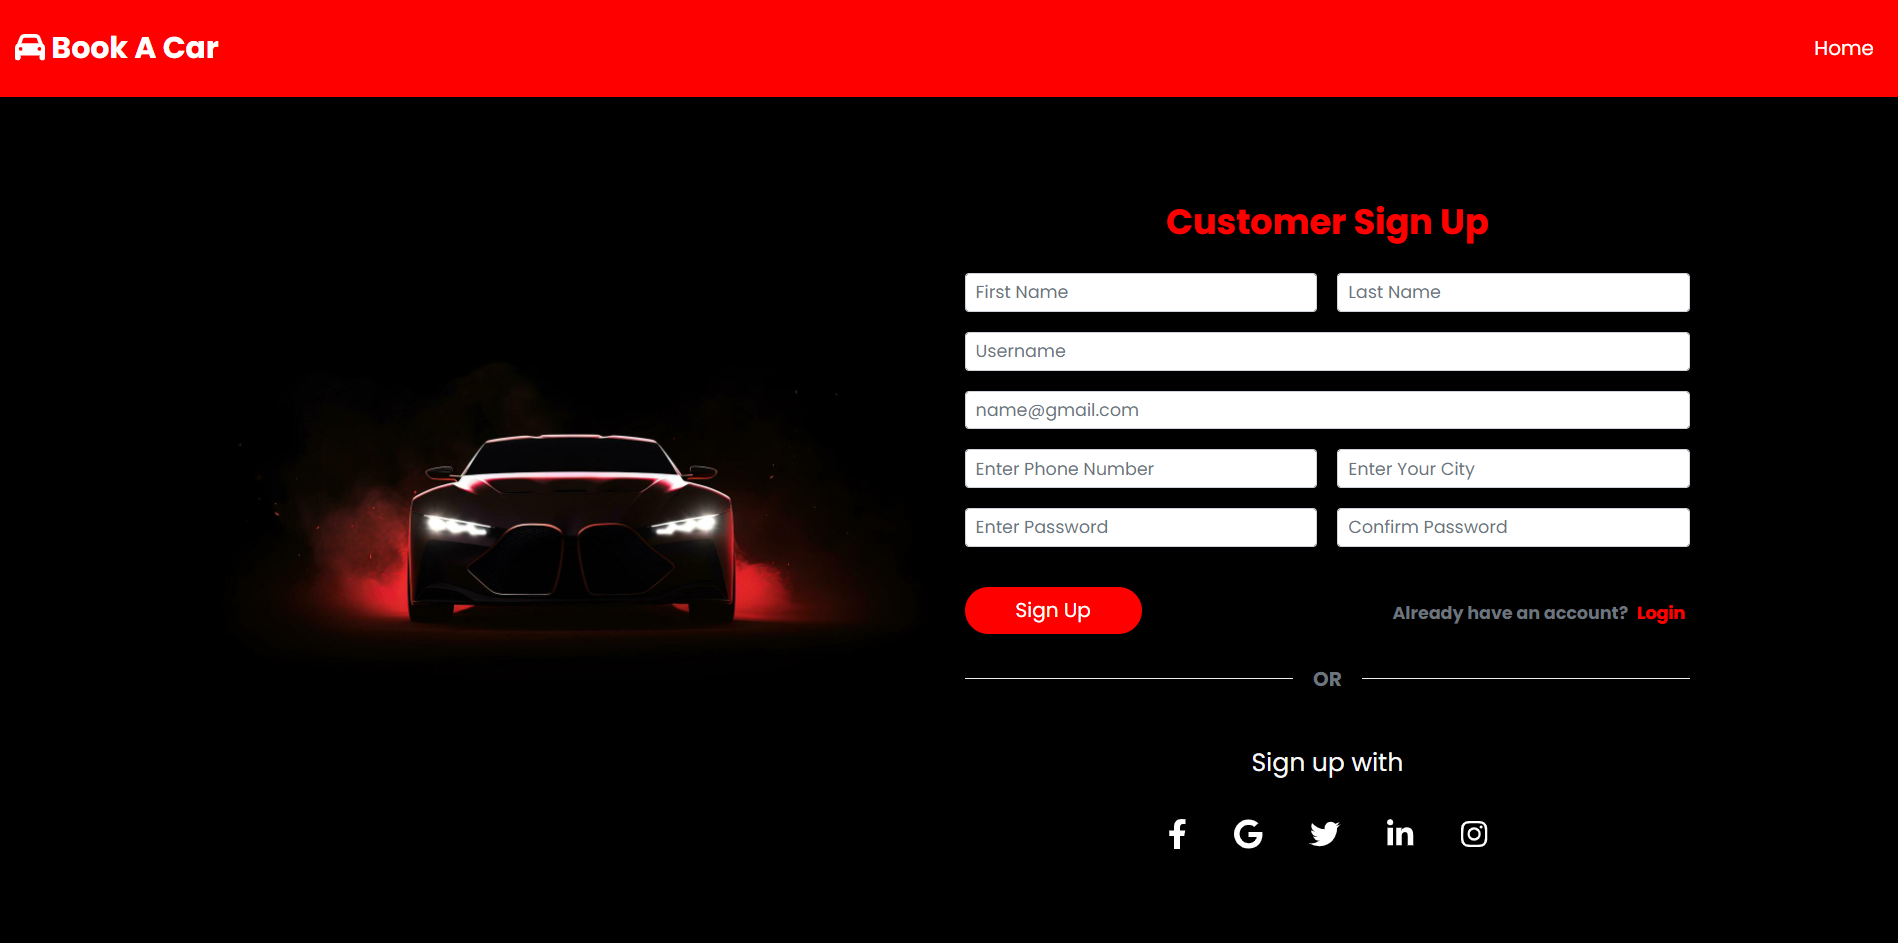 Book A Car
Home
Customer Sign Up
First Name
Last Name
Username
name@gmail.com
Enter Phone Number
Enter Your City
Enter Password
Confirm Password
Sign Up
Already have an account? Login
OR
Sign up with